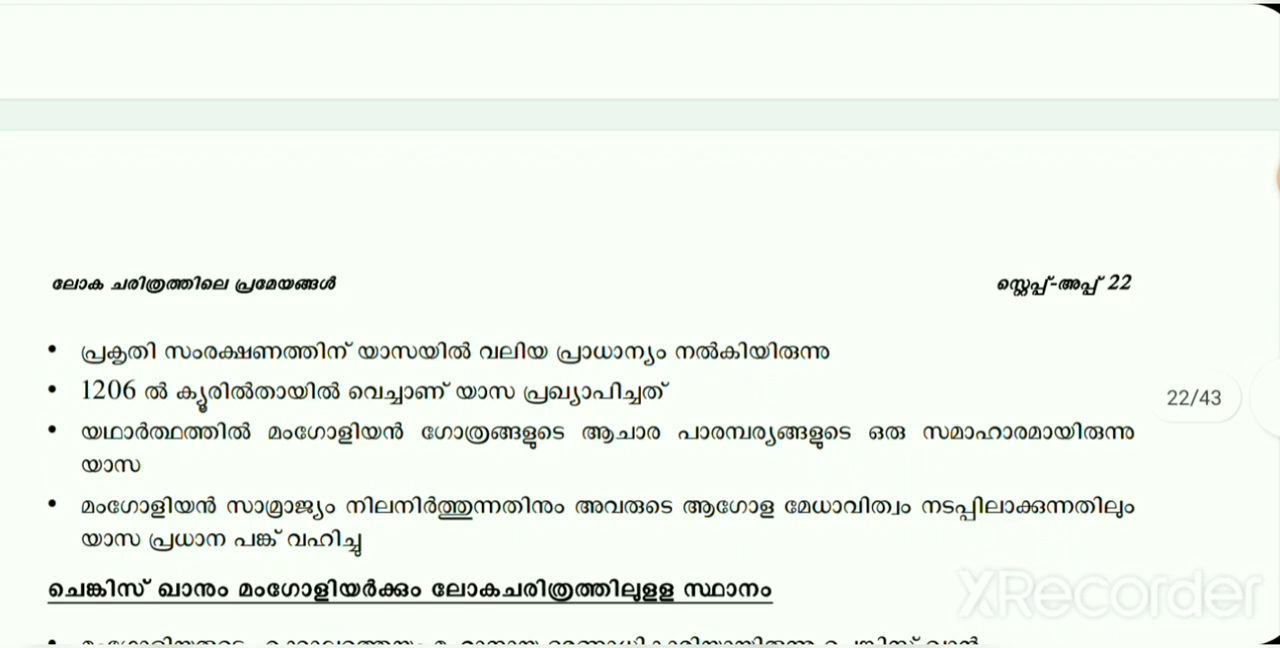 ലോക ചരിത്രത്തിലെ പ്രമേയങ്ങൾ സ്റ്റെപ്പ്-അപ്പ് 22
• പ്രകൃതി സംരക്ഷണത്തിന് യാസയിൽ വലിയ പ്രാധാന്യം നൽകിയിരുന്നു
• 1206 ൽ ക്യൂരിൽതായിൽ വെച്ചാണ് യാസ പ്രഖ്യാപിച്ചത്
22/43
• യഥാർത്ഥത്തിൽ മംഗോളിയൻ ഗോത്രങ്ങളുടെ ആചാര പാരമ്പര്യങ്ങളുടെ ഒരു സമാഹാരമായിരുന്നു
യാസ
• മംഗോളിയൻ സാമ്രാജ്യം നിലനിർത്തുന്നതിനും അവരുടെ ആഗോള മേധാവിത്വം നടപ്പിലാക്കുന്നതിലും
യാസ പ്രധാന പങ്ക് വഹിച്ചു
ചെങ്കിസ് ഖാനും മംഗോളിയർക്കും ലോകചരിത്രത്തിലുളള സ്ഥാനം
XRecorder